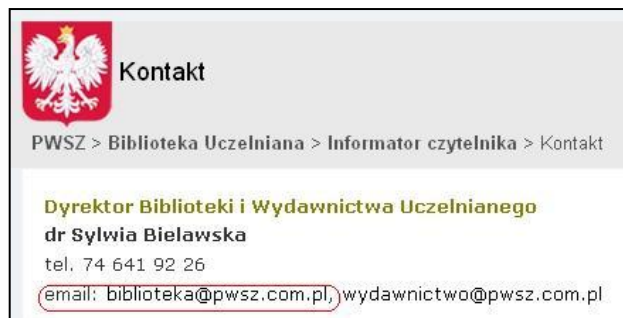 Kontakt
PWSZ > Biblioteka Uczelniana > Informator czytelnika > Kontakt
Dyrektor Biblioteki i Wydawnictwa Uczelnianego
dr Sylwia Bielawska
tel. 74 641 92 26
email: biblioteka@pwsz.com.pl, wydawnictwo@pwsz.com.pl